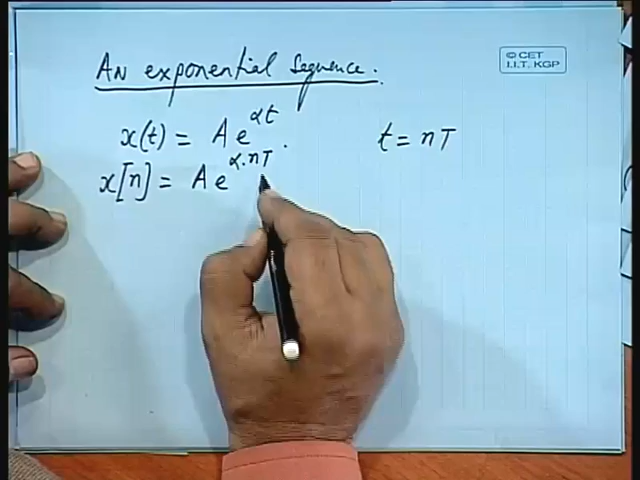 An exponential Sequence.
© CET
I.I.T. KGP
x(t) = A e^{αt}.    t = nT
x[n] = A e^{α.nT}